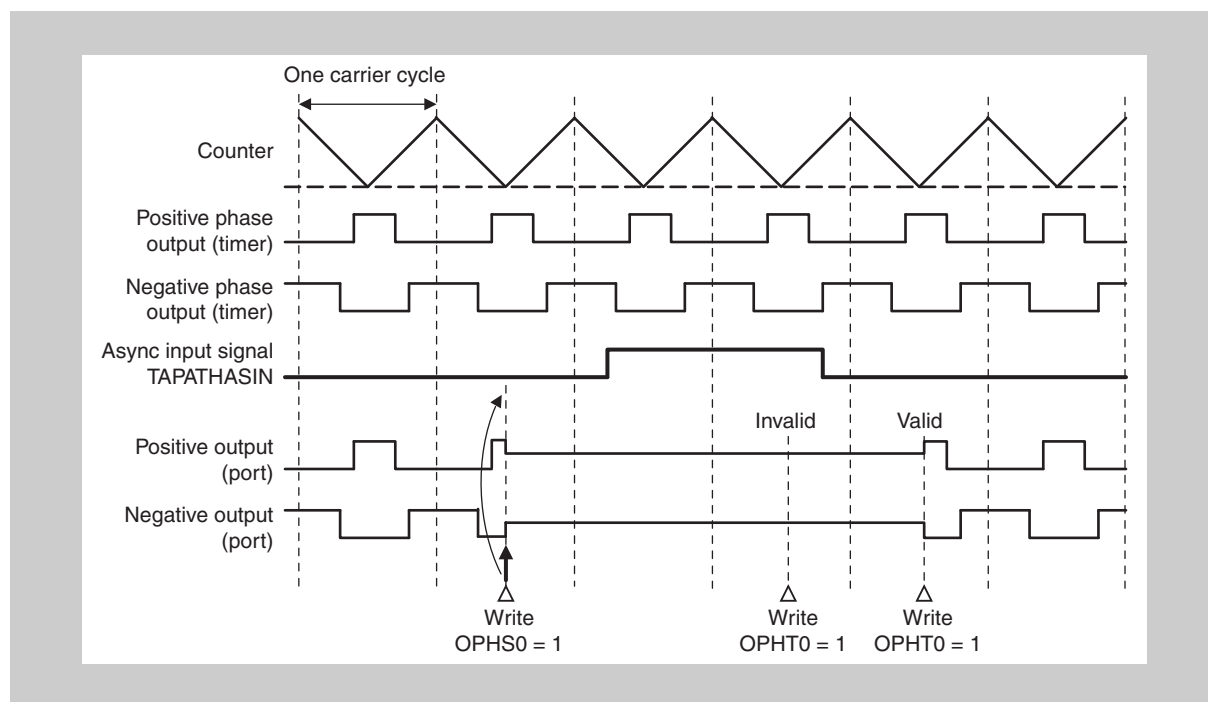 One carrier cycle
Counter
Positive phase
output (timer)
Negative phase
output (timer)
Async input signal
TAPATHASIN
Invalid
Valid
Positive output
(port)
Negative output
(port)
Write
OPHS0 = 1
Write
OPHT0 = 1
Write
OPHT0 = 1